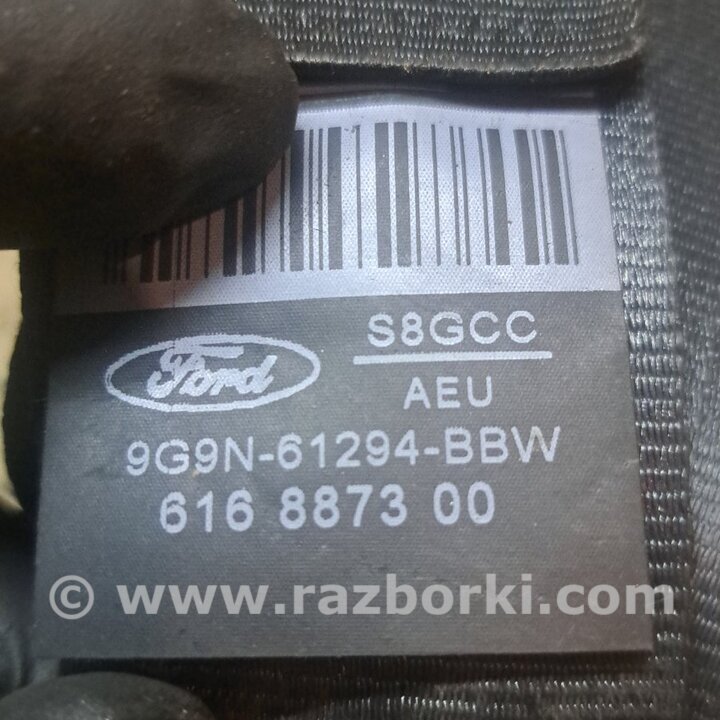 S8GCC
Ford
AEU
9G9N-61294-BBW
616 8873 00
© www.razborki.com